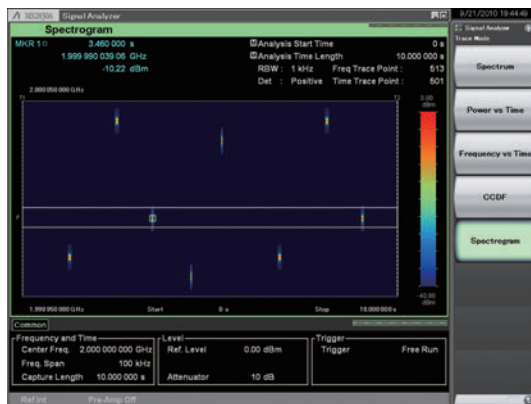 MS2830A Signal Analyzer
9/21/2010 19:44:49
Spectrogram
MKR 1
3.460 000 s
1.999 990 039 06 GHz
-10.22 dBm
Analysis Start Time 0 s
Analysis Time Length 10.000 000 s
RBW : 1 kHz Freq Trace Point : 513
Det : Positive Time Trace Point : 501
2.000 050 000 GHz
T1
T2
0.00
dBm
F
-40.00
dBm
1.999 950 000 GHz Start 0 s Stop 10.000000 s
Common
Frequency and Time
Center Freq. 2.000 000 000 GHz
Freq. Span 100 kHz
Capture Length 10.000 000 s
Level
Ref. Level 0.00 dBm
Attenuator 10 dB
Trigger
Trigger Free Run
Ref.Int Pre-Amp Off
Signal Analyzer
Trace Mode
Spectrum
Power vs Time
Frequency vs Time
CCDF
Spectrogram